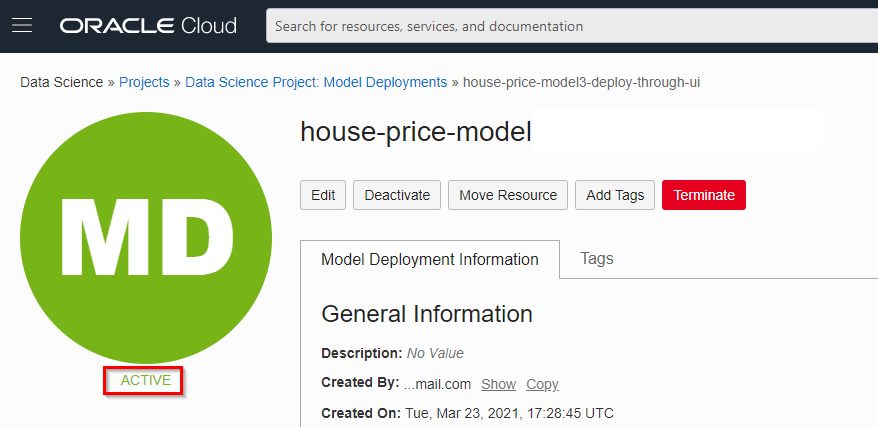 ORACLE Cloud
Search for resources, services, and documentation
Data Science » Projects » Data Science Project: Model Deployments » house-price-model3-deploy-through-ui
MD
ACTIVE
house-price-model
Edit Deactivate Move Resource Add Tags Terminate
Model Deployment Information Tags
General Information
Description: No Value
Created By: ...mail.com Show Copy
Created On: Tue, Mar 23, 2021, 17:28:45 UTC